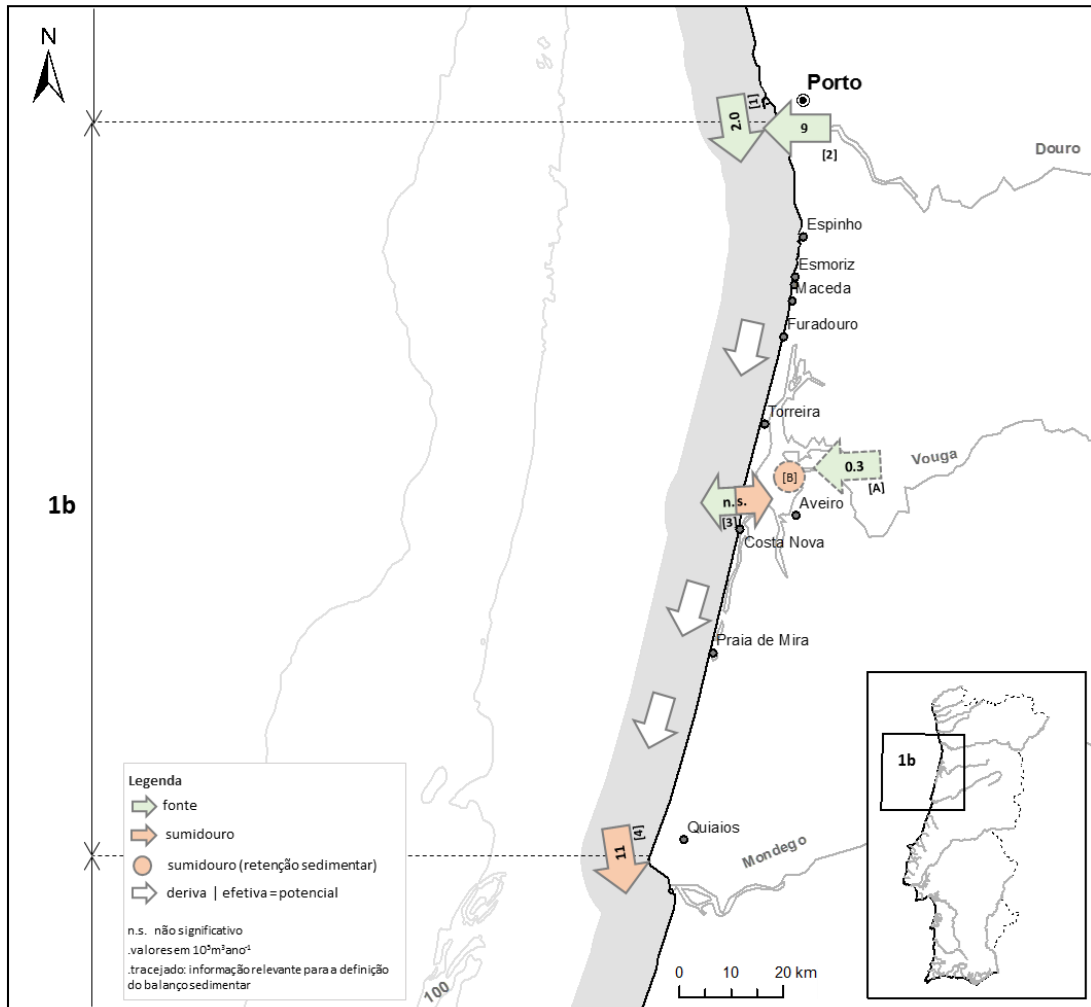 N
Porto
[1]
2.0
9
[2]
Douro
Espinho
Esmoriz
Maceda
Furadouro
Torreira
Vouga
0.3
[A]
[B]
n.s.
[3]
Aveiro
Costa Nova
1b
Praia de Mira
1b
Legenda
fonte
sumidouro
sumidouro (retenção sedimentar)
deriva | efetiva = potencial
n.s. não significativo
.valores em 10⁵m³ano⁻¹
.tracejado: informação relevante para a definição
do balanço sedimentar
[4]
11
Quiaios
Mondego
100
0 10 20 km